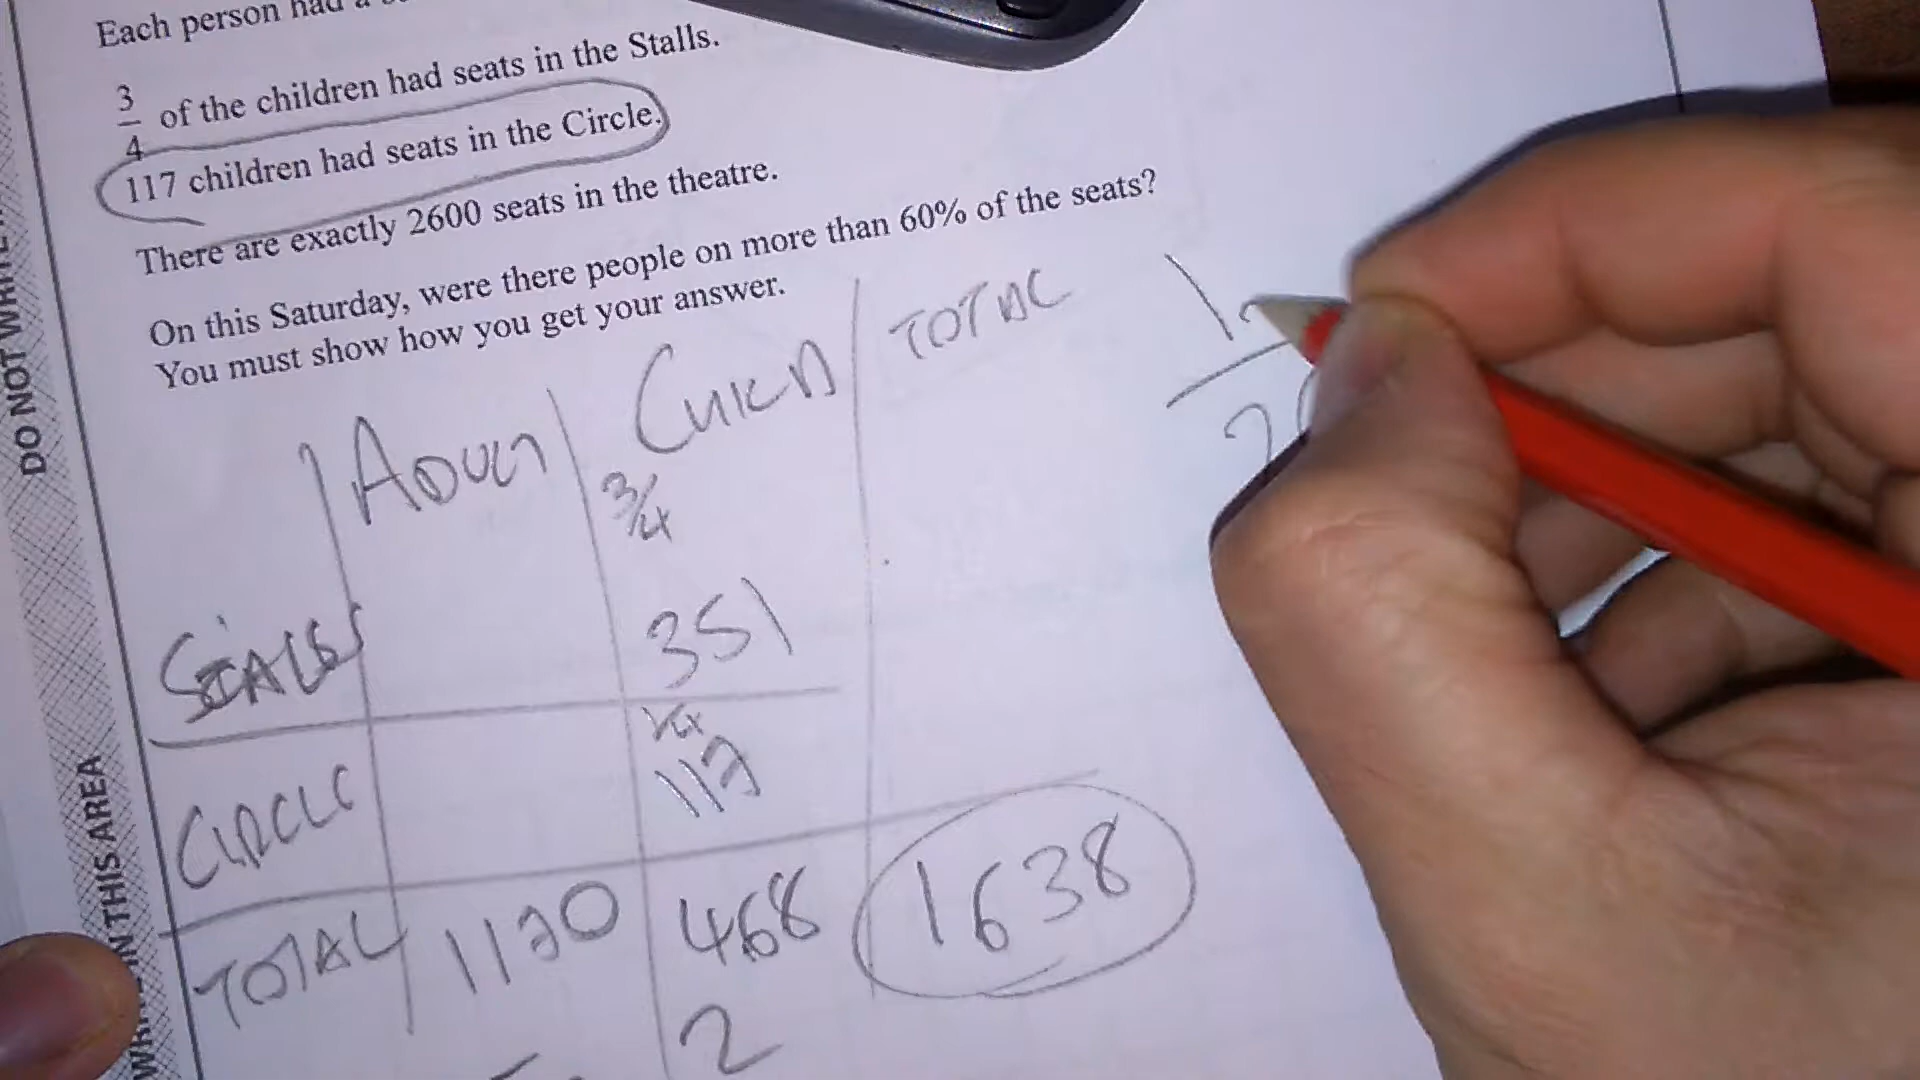 Each person had a
3/4 of the children had seats in the Stalls.
117 children had seats in the Circle.
There are exactly 2600 seats in the theatre.
On this Saturday, were there people on more than 60% of the seats?
You must show how you get your answer.
ADULT CHILD TOTAL
3/4
STALLS 351
1/4
CIRCLE 117
TOTAL 1170 468 1638
2
DO NOT WRITE
WRITE IN THIS AREA